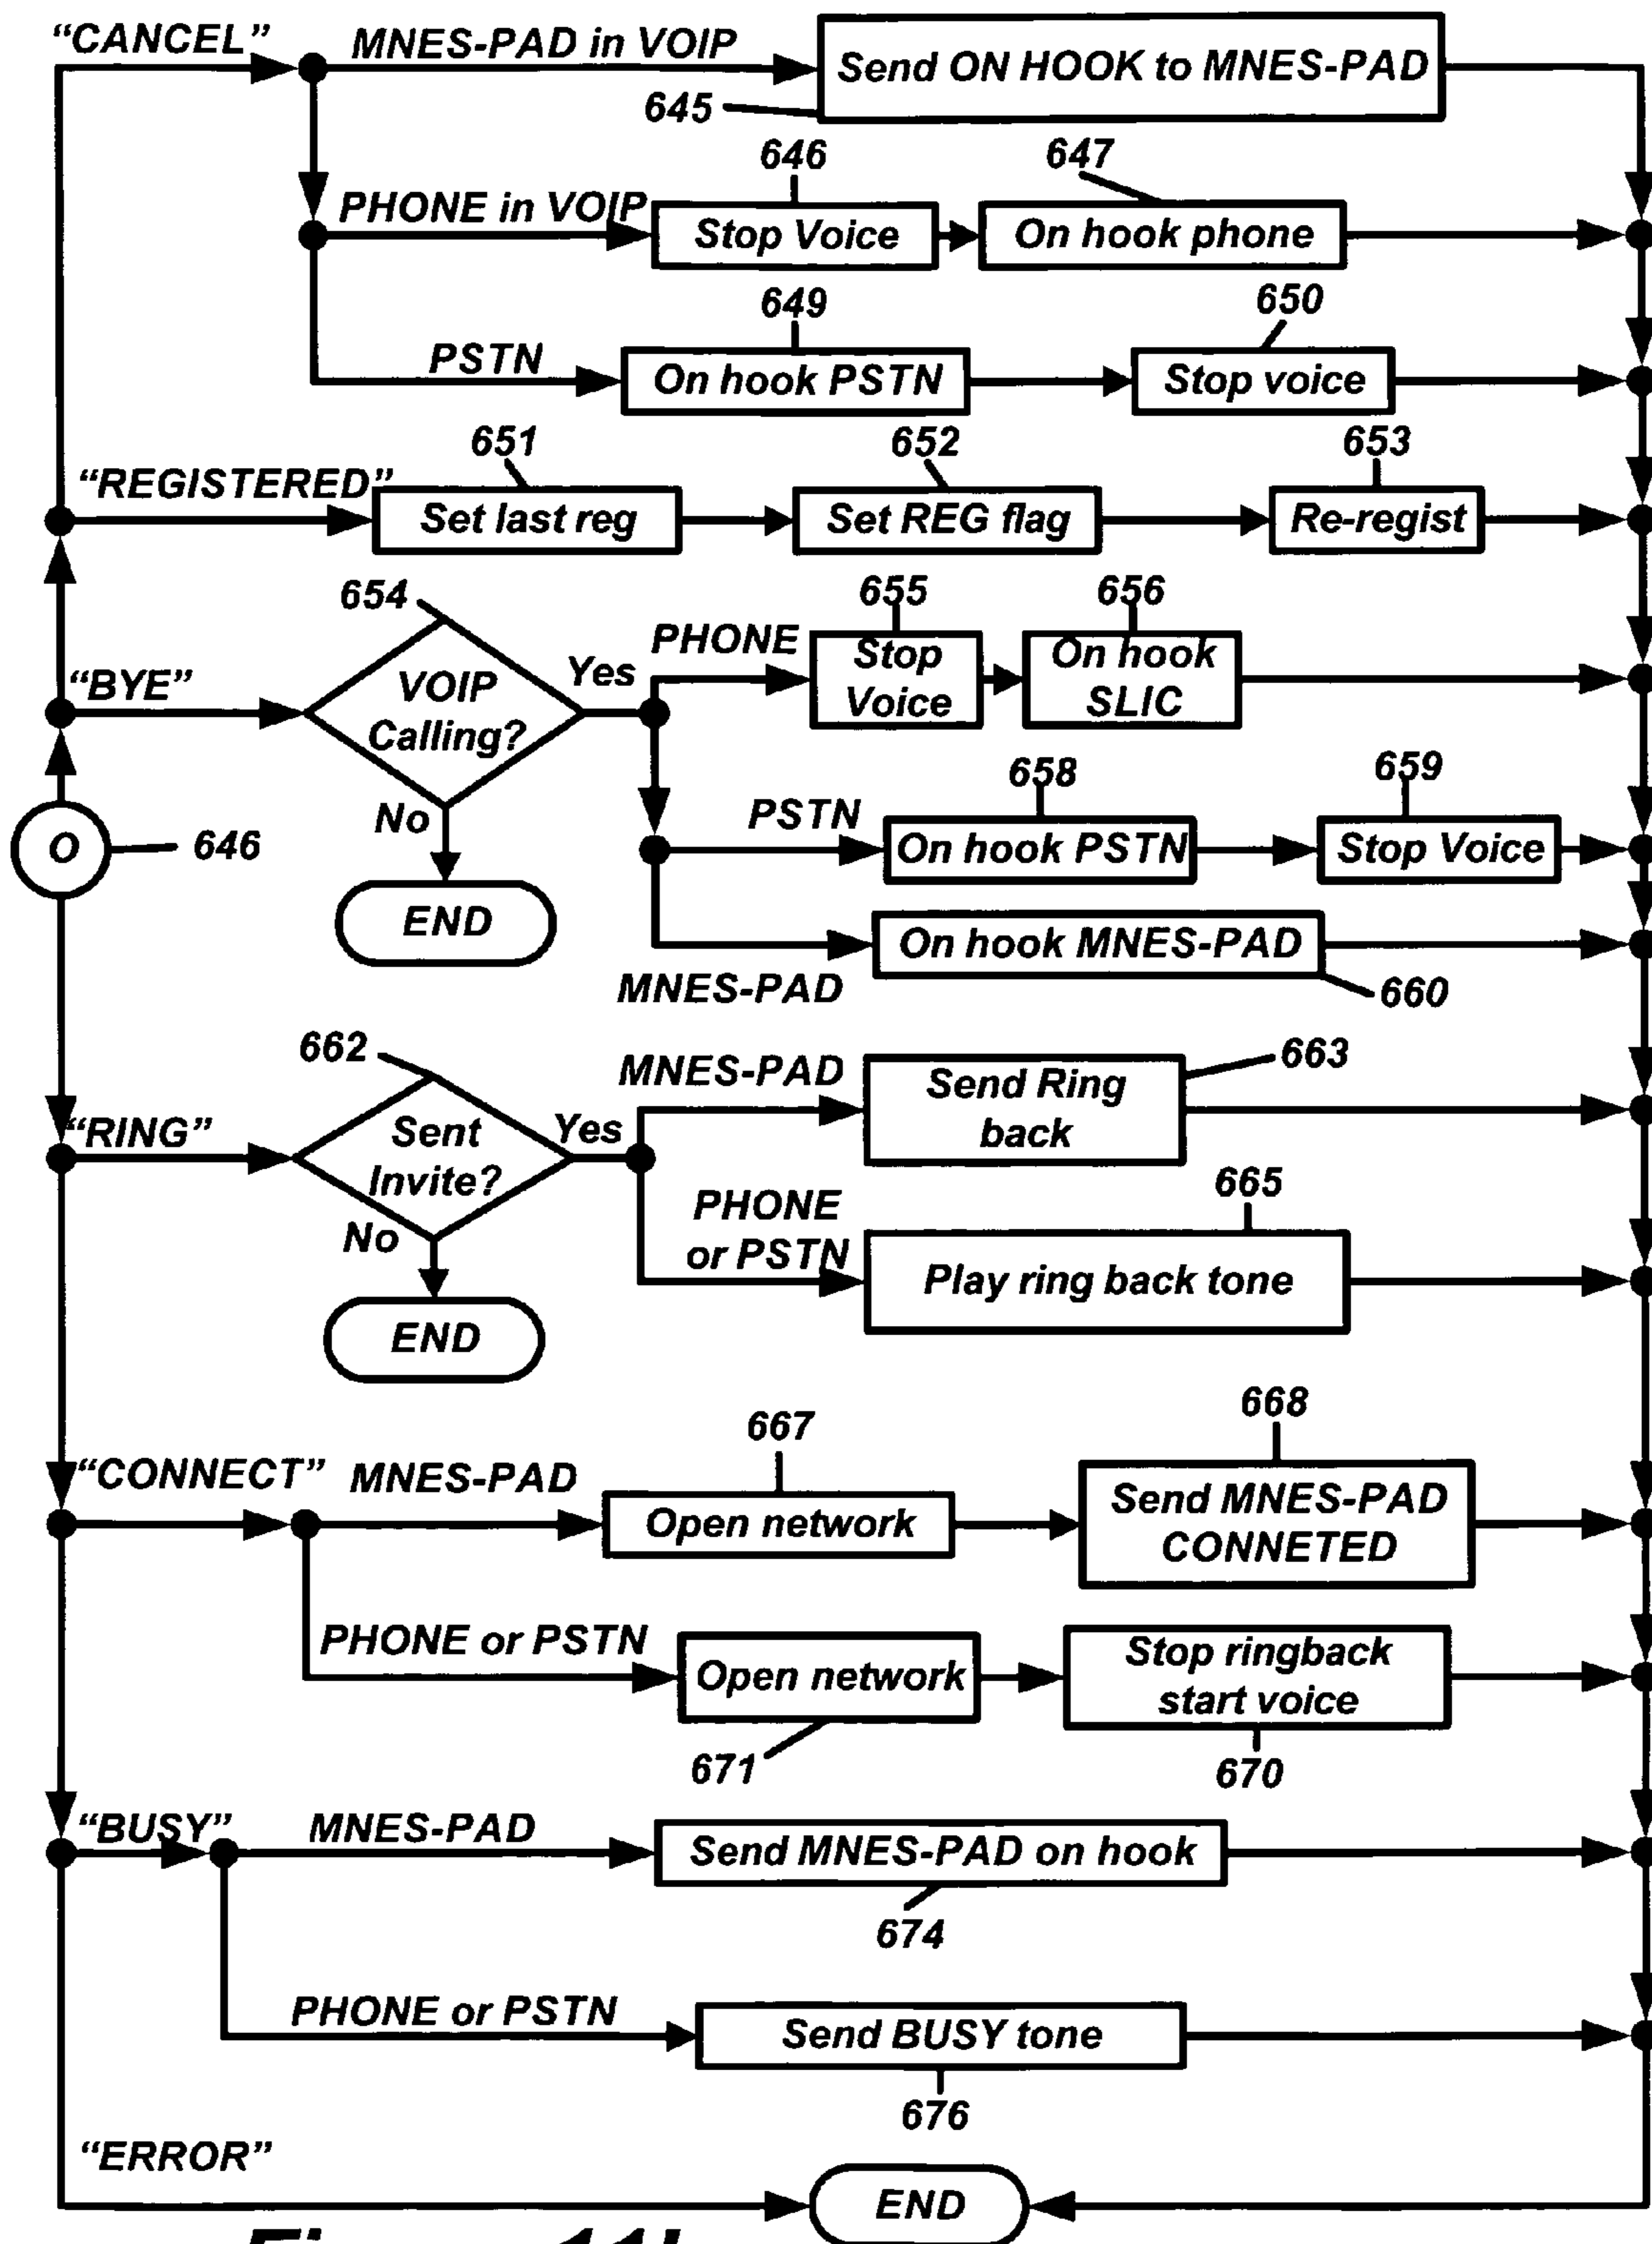 “CANCEL”
MNES-PAD in VOIP
Send ON HOOK to MNES-PAD
645
646
647
PHONE in VOIP
Stop Voice
On hook phone
649
650
PSTN
On hook PSTN
Stop voice
651
652
653
“REGISTERED”
Set last reg
Set REG flag
Re-regist
654
655
656
PHONE
“BYE”
VOIP
Calling?
Yes
Stop
Voice
On hook
SLIC
No
658
659
PSTN
O
646
On hook PSTN
Stop Voice
END
On hook MNES-PAD
MNES-PAD
660
662
MNES-PAD
663
Send Ring
back
“RING”
Sent
Invite?
Yes
No
PHONE
or PSTN
665
Play ring back tone
END
667
668
“CONNECT”
MNES-PAD
Open network
Send MNES-PAD
CONNETED
PHONE or PSTN
Open network
Stop ringback
start voice
671
670
“BUSY”
MNES-PAD
Send MNES-PAD on hook
674
PHONE or PSTN
Send BUSY tone
676
“ERROR”
END